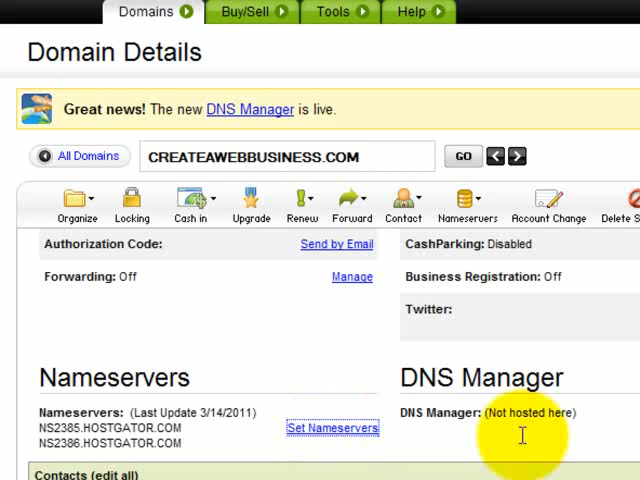 Domains Buy/Sell Tools Help
Domain Details
Great news! The new DNS Manager is live.
All Domains CREATEAWEBBUSINESS.COM GO
Organize Locking Cash in Upgrade Renew Forward Contact Nameservers Account Change Delete S
Authorization Code: Send by Email CashParking: Disabled
Forwarding: Off Manage Business Registration: Off
Twitter:
Nameservers DNS Manager
Nameservers: (Last Update 3/14/2011) DNS Manager: (Not hosted here)
NS2385.HOSTGATOR.COM Set Nameservers
NS2386.HOSTGATOR.COM
Contacts (edit all)